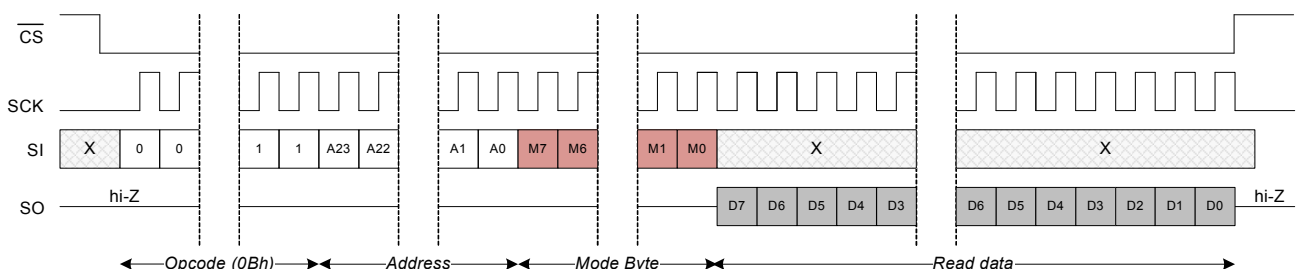 CS
SCK
SI X 0 0 1 1 A23 A22 A1 A0 M7 M6 M1 M0 X X
SO hi-Z D7 D6 D5 D4 D3 D6 D5 D4 D3 D2 D1 D0 hi-Z
Opcode (0Bh) Address Mode Byte Read data